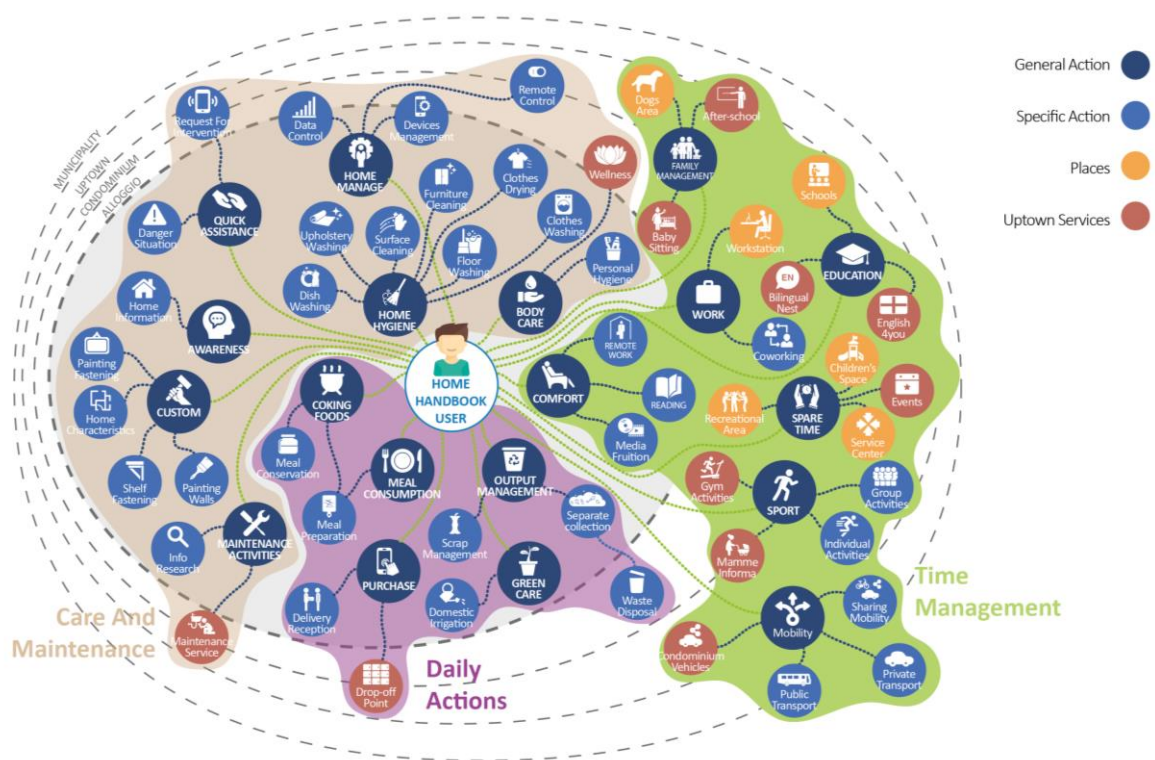 General Action
Specific Action
Places
Uptown Services
MUNICIPALITY
UPTOWN
CONDOMINIUM
ALLOGGIO
Request For
Intervention
Data
Control
Devices
Management
Remote
Control
HOME
MANAGE
QUICK
ASSISTANCE
Danger
Situation
Upholstery
Washing
Surface
Cleaning
Furniture
Cleaning
Clothes
Drying
Wellness
Clothes
Washing
Floor
Washing
Personal
Hygiene
Dish
Washing
HOME
HYGIENE
BODY
CARE
Home
Information
AWARENESS
Painting
Fastening
CUSTOM
Home
Characteristics
Shelf
Fastening
Painting
Walls
MAINTENANCE
ACTIVITIES
Info
Research
Maintenance
Service
Care And
Maintenance
HOME
HANDBOOK
USER
COKING
FOODS
Meal
Conservation
MEAL
CONSUMPTION
OUTPUT
MANAGEMENT
Meal
Preparation
Scrap
Management
Separate
collection
PURCHASE
GREEN
CARE
Delivery
Reception
Domestic
Irrigation
Waste
Disposal
Drop-off
Point
Daily
Actions
Dogs
Area
After-school
FAMILY
MANAGEMENT
Baby
Sitting
Schools
Workstation
EDUCATION
EN
Bilingual
Nest
English
4you
WORK
Coworking
REMOTE
WORK
COMFORT
READING
Media
Fruition
Children's
Space
Events
Recreational
Area
SPARE
TIME
Service
Center
Gym
Activities
SPORT
Group
Activities
Mamme
Informa
Individual
Activities
Time
Management
Mobility
Sharing
Mobility
Condominium
Vehicles
Public
Transport
Private
Transport